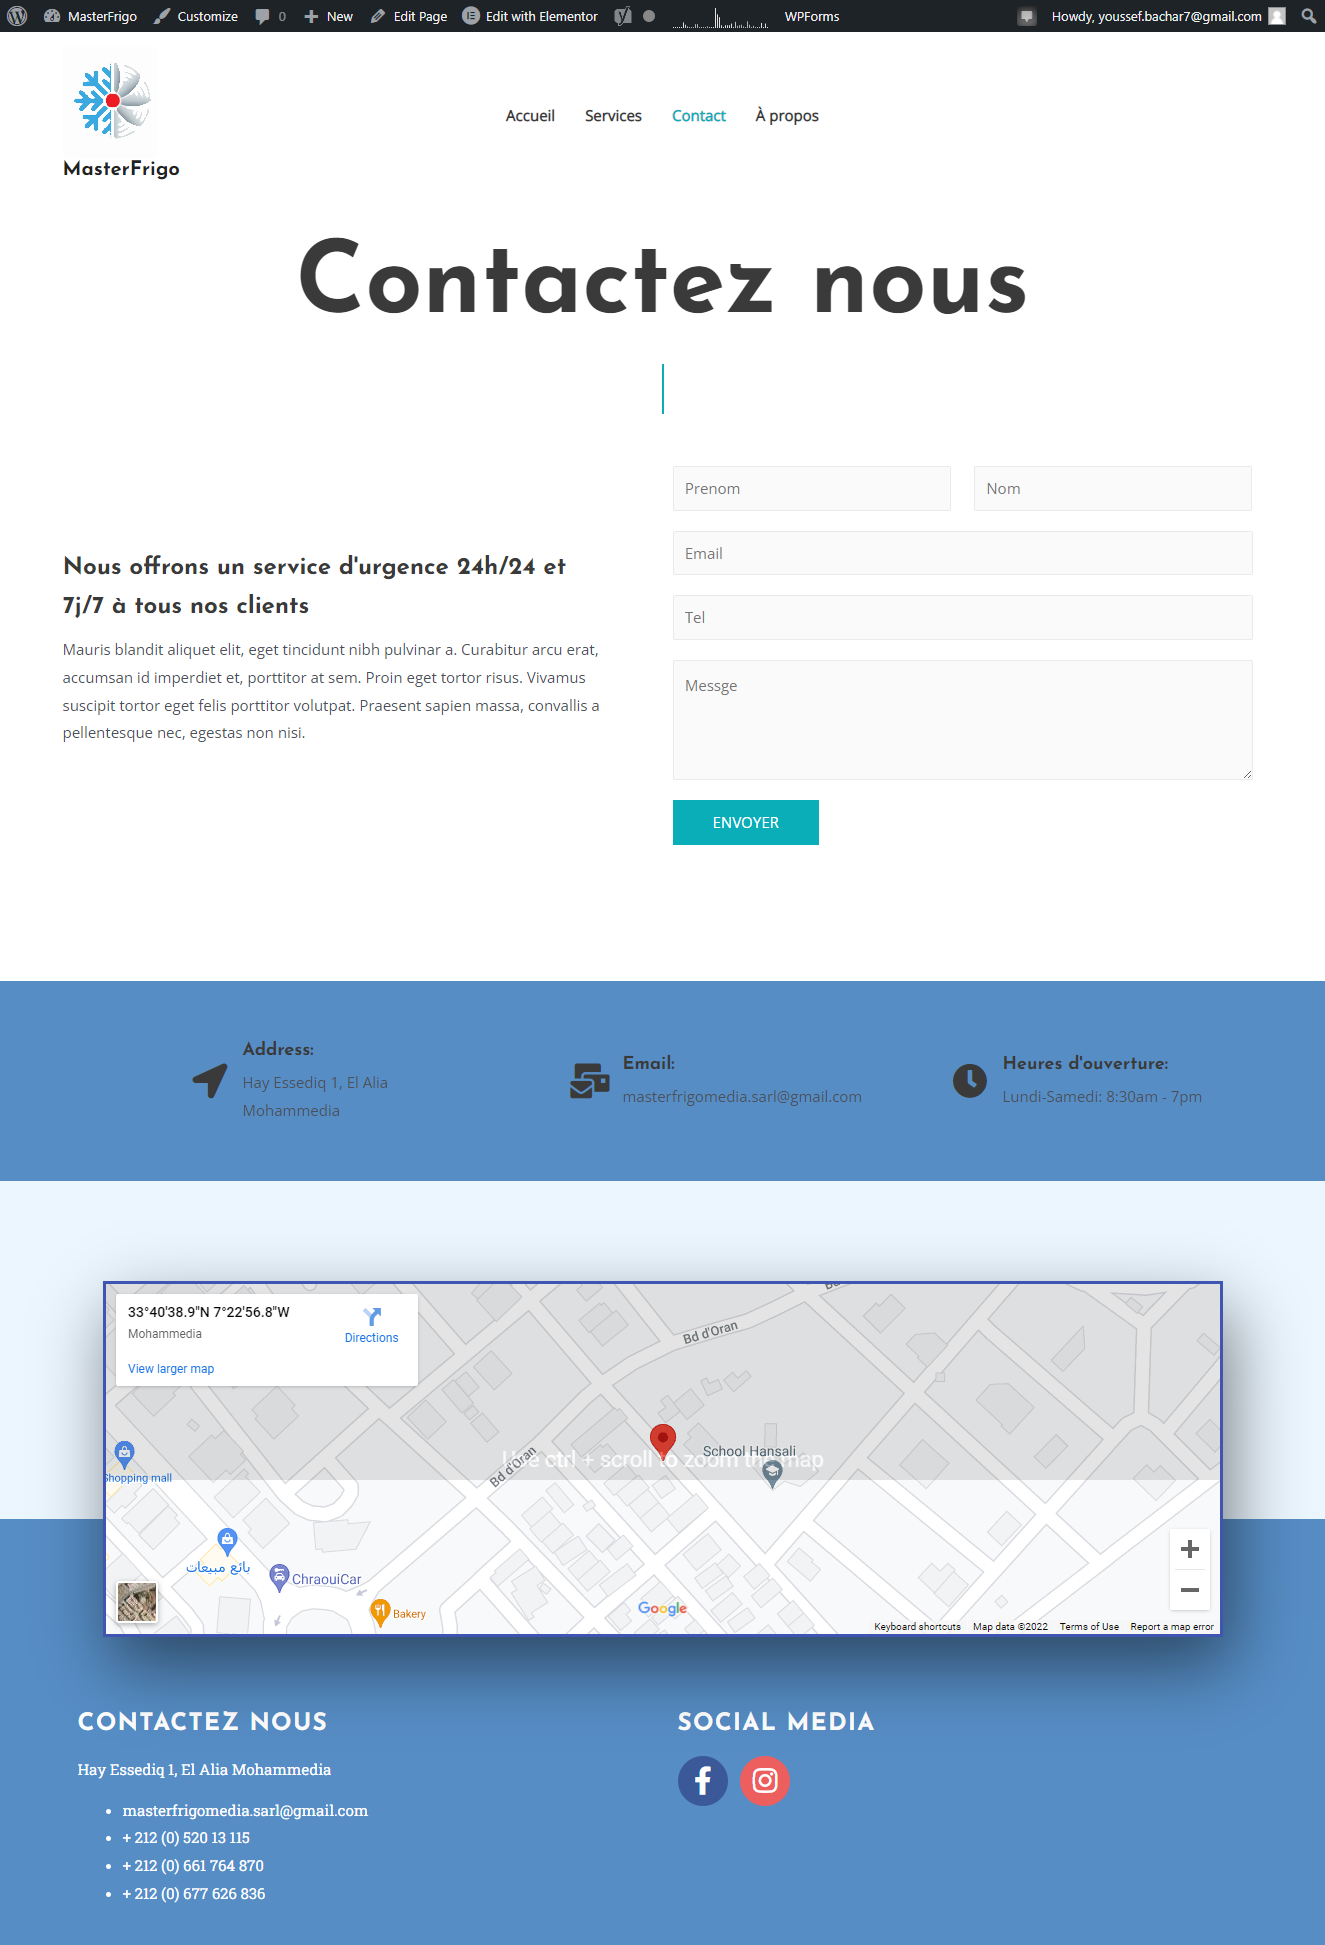 MasterFrigo Customize 0 New Edit Page Edit with Elementor WPForms Howdy, youssef.bachar7@gmail.com
MasterFrigo
Accueil Services Contact À propos
Contactez nous
Prenom Nom
Email
Tel
Messge
ENVOYER
Nous offrons un service d'urgence 24h/24 et
7j/7 à tous nos clients
Mauris blandit aliquet elit, eget tincidunt nibh pulvinar a. Curabitur arcu erat,
accumsan id imperdiet et, porttitor at sem. Proin eget tortor risus. Vivamus
suscipit tortor eget felis porttitor volutpat. Praesent sapien massa, convallis a
pellentesque nec, egestas non nisi.
Address:
Hay Essediq 1, El Alia
Mohammedia
Email:
masterfrigomedia.sarl@gmail.com
Heures d'ouverture:
Lundi-Samedi: 8:30am - 7pm
33°40'38.9"N 7°22'56.8"W
Mohammedia
Directions
View larger map
Bd d'Oran
School Hansali
Use ctrl + scroll to zoom the map
Bd d'Oran
Shopping mall
بائع مبيعات
ChraouiCar
Bakery
Google
Keyboard shortcuts Map data ©2022 Terms of Use Report a map error
CONTACTEZ NOUS
Hay Essediq 1, El Alia Mohammedia
• masterfrigomedia.sarl@gmail.com
• + 212 (0) 520 13 115
• + 212 (0) 661 764 870
• + 212 (0) 677 626 836
SOCIAL MEDIA